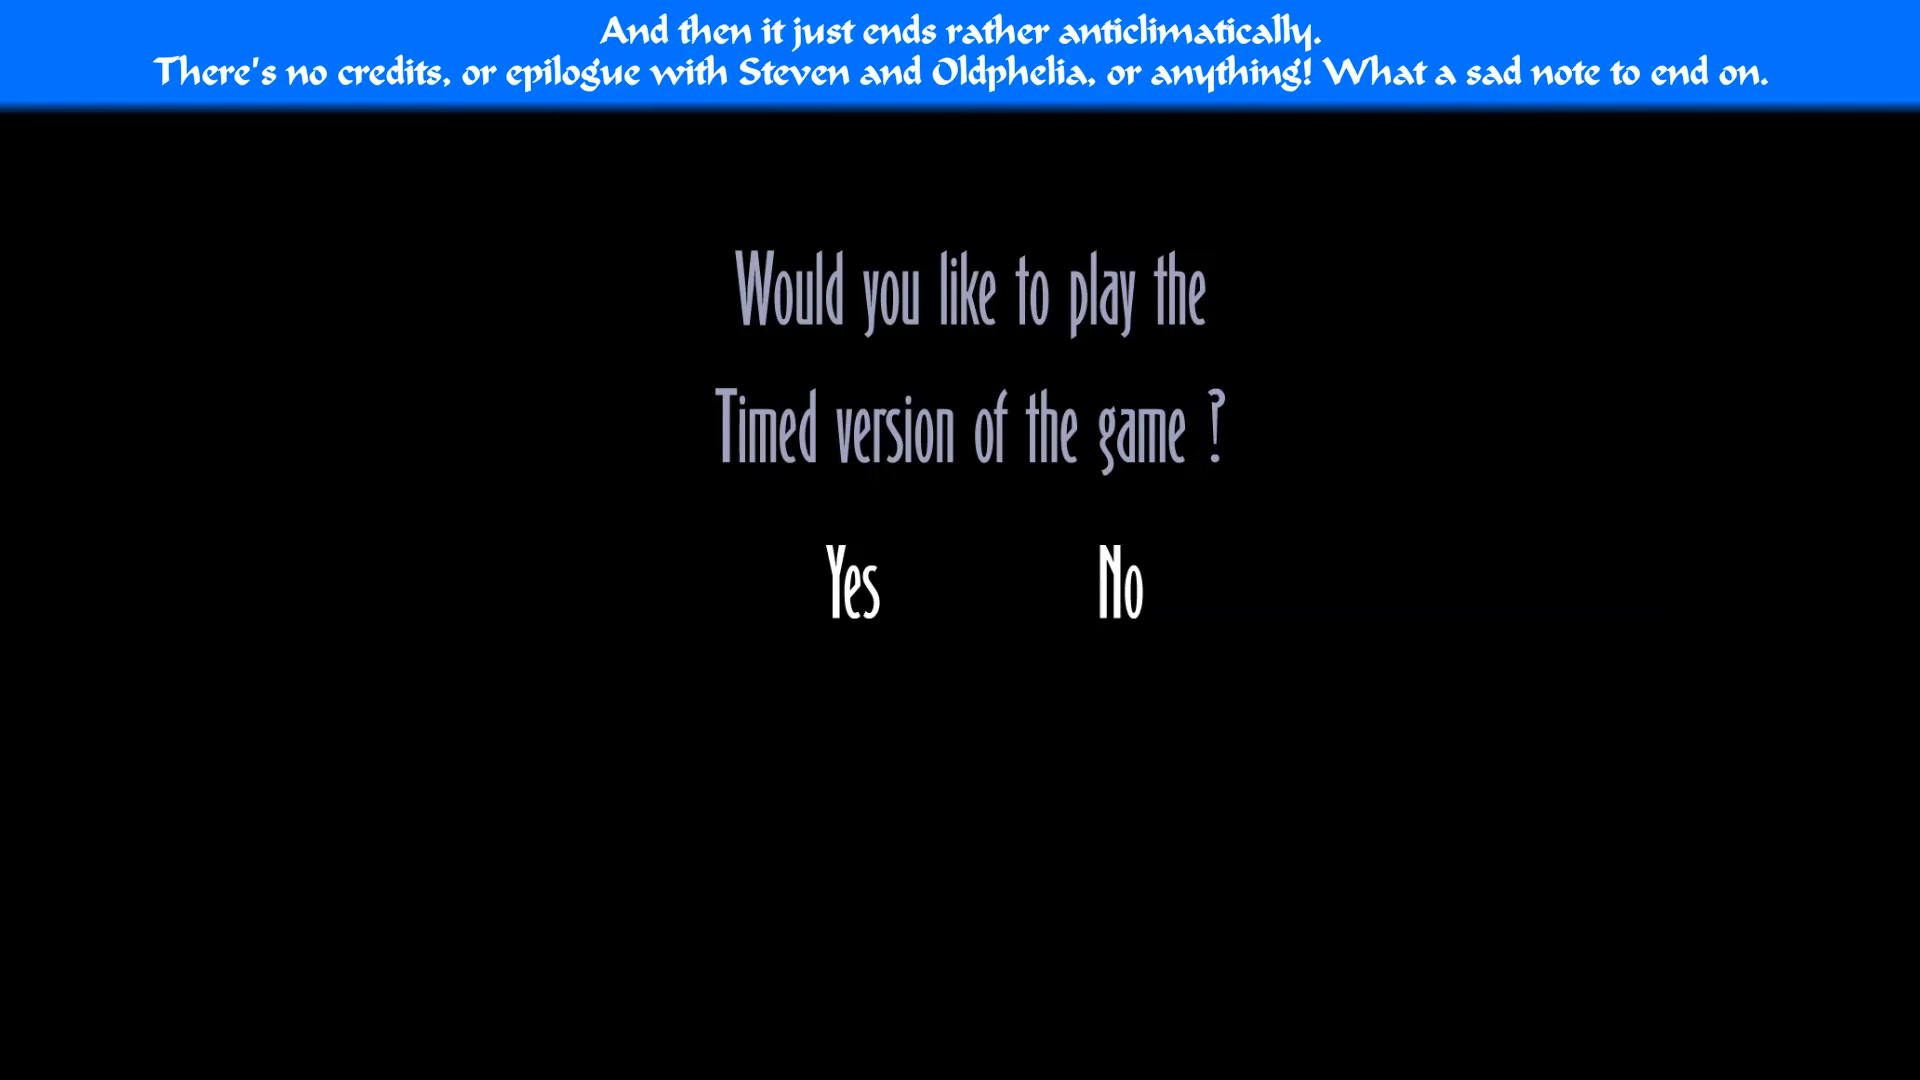 And then it just ends rather anticlimatically.
There's no credits, or epilogue with Steven and Oldphelia, or anything! What a sad note to end on.
Would you like to play the
Timed version of the game ?
Yes No